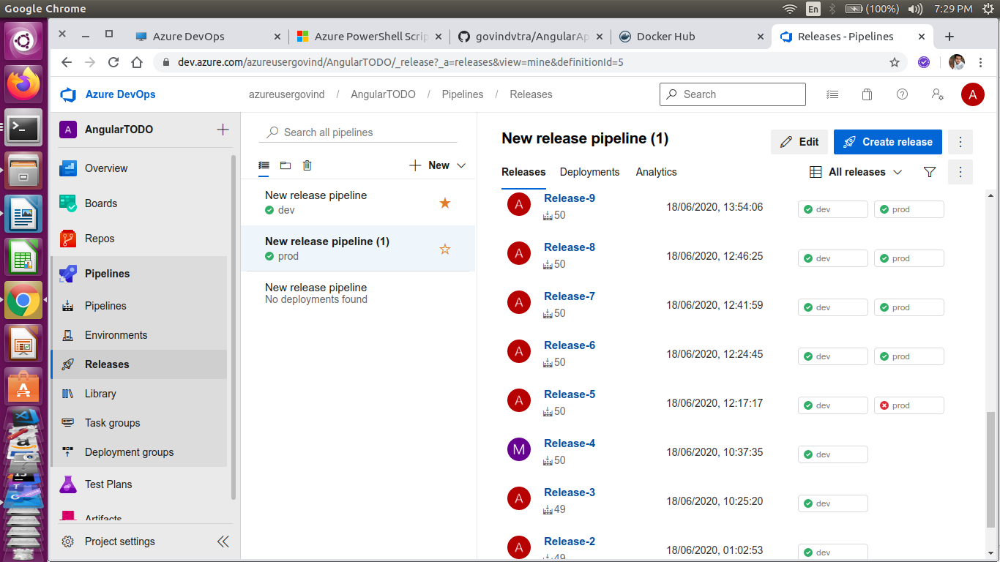 Google Chrome
En
(100%)
7:29 PM
Azure DevOps
Azure PowerShell Scrip
govindvtra/AngularAp
Docker Hub
Releases - Pipelines
dev.azure.com/azureusergovind/AngularTODO/_release?_a=releases&view=mine&definitionId=5
Azure DevOps
azureusergovind / AngularTODO / Pipelines / Releases
Search
A
A AngularTODO
Overview
Boards
Repos
Pipelines
Pipelines
Environments
Releases
Library
Task groups
Deployment groups
Test Plans
Artifacts
Project settings
Search all pipelines
New
New release pipeline
dev
New release pipeline (1)
prod
New release pipeline
No deployments found
New release pipeline (1)
Edit
Create release
Releases
Deployments
Analytics
All releases
A Release-9 18/06/2020, 13:54:06 dev prod
50
A Release-8 18/06/2020, 12:46:25 dev prod
50
A Release-7 18/06/2020, 12:41:59 dev prod
50
A Release-6 18/06/2020, 12:24:45 dev prod
50
A Release-5 18/06/2020, 12:17:17 dev prod
50
M Release-4 18/06/2020, 10:37:35 dev
50
A Release-3 18/06/2020, 10:25:20 dev
49
A Release-2 18/06/2020, 01:02:53 dev
49